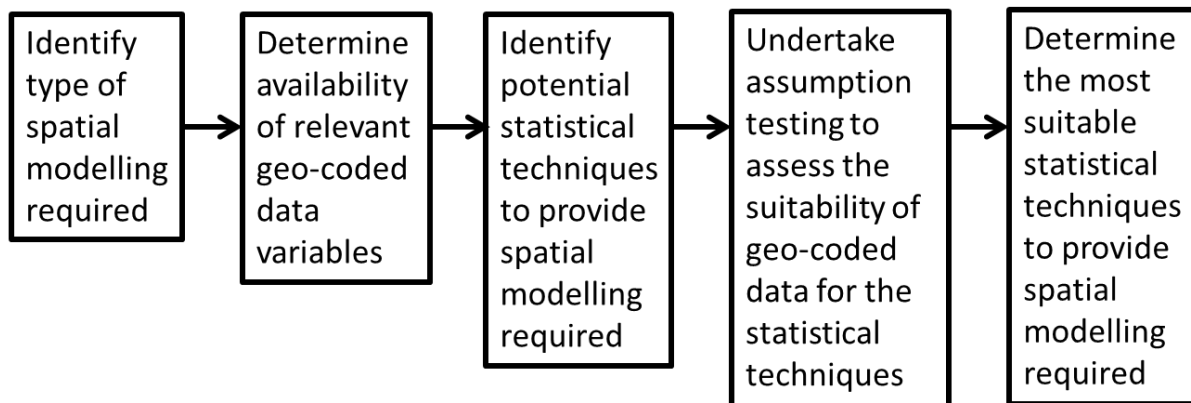 Identify
type of
spatial
modelling
required
Determine
availability
of relevant
geo-coded
data
variables
Identify
potential
statistical
techniques
to provide
spatial
modelling
required
Undertake
assumption
testing to
assess the
suitability of
geo-coded
data for the
statistical
techniques
Determine
the most
suitable
statistical
techniques
to provide
spatial
modelling
required